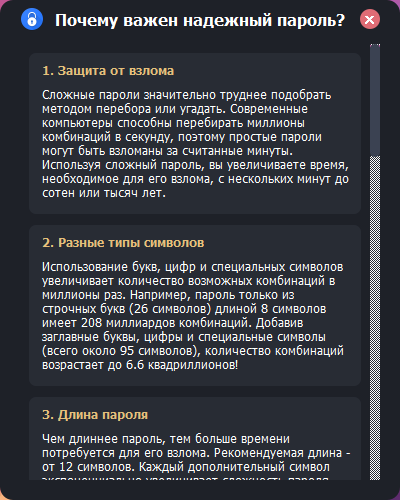 Почему важен надежный пароль?
1. Защита от взлома
Сложные пароли значительно труднее подобрать
методом перебора или угадать. Современные
компьютеры способны перебирать миллионы
комбинаций в секунду, поэтому простые пароли
могут быть взломаны за считанные минуты.
Используя сложный пароль, вы увеличиваете время,
необходимое для его взлома, с нескольких минут до
сотен или тысяч лет.
2. Разные типы символов
Использование букв, цифр и специальных символов
увеличивает количество возможных комбинаций в
миллионы раз. Например, пароль только из
строчных букв (26 символов) длиной 8 символов
имеет 208 миллиардов комбинаций. Добавив
заглавные буквы, цифры и специальные символы
(всего около 95 символов), количество комбинаций
возрастает до 6.6 квадриллионов!
3. Длина пароля
Чем длиннее пароль, тем больше времени
потребуется для его взлома. Рекомендуемая длина -
от 12 символов. Каждый дополнительный символ
экспоненциально увеличивает сложность пароля